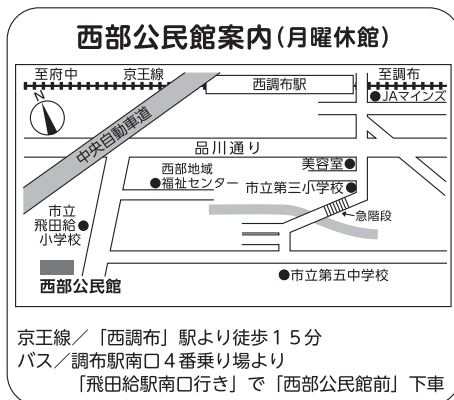 西部公民館案内(月曜休館)
至府中
京王線
西調布駅
至調布
JAマインズ
N
中央自動車道
品川通り
美容室
西部地域
福祉センター
市立第三小学校
急階段
市立
飛田給
小学校
西部公民館
市立第五中学校
京王線/「西調布」駅より徒歩15分
バス/調布駅南口4番乗り場より
「飛田給駅南口行き」で「西部公民館前」下車